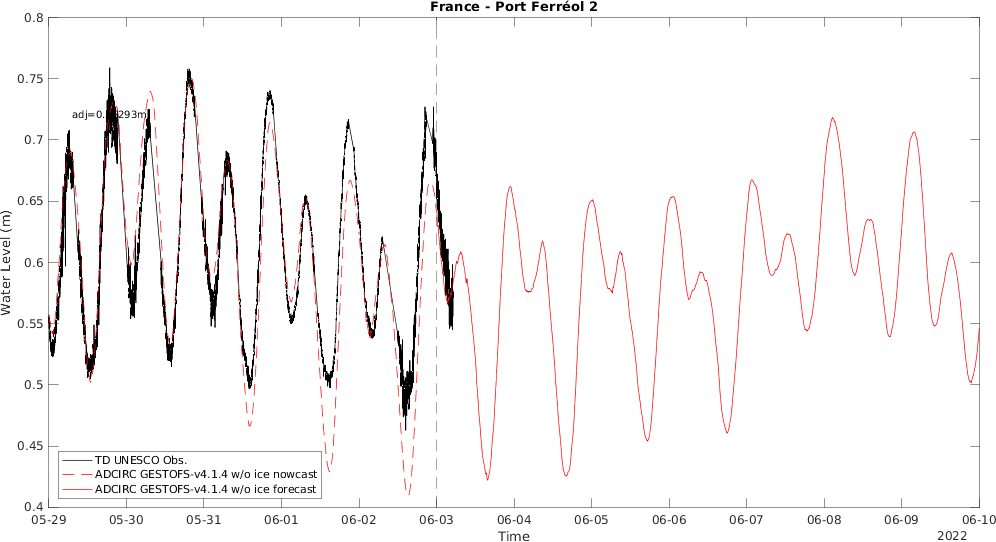 France - Port Ferréol 2
0.8
0.75
0.7
0.65
0.6
0.55
0.5
0.45
0.4
Water Level (m)
TD UNESCO Obs.
ADCIRC GESTOFS-v4.1.4 w/o ice nowcast
ADCIRC GESTOFS-v4.1.4 w/o ice forecast
05-29 05-30 05-31 06-01 06-02 06-03 06-04 06-05 06-06 06-07 06-08 06-09 06-10
Time
2022